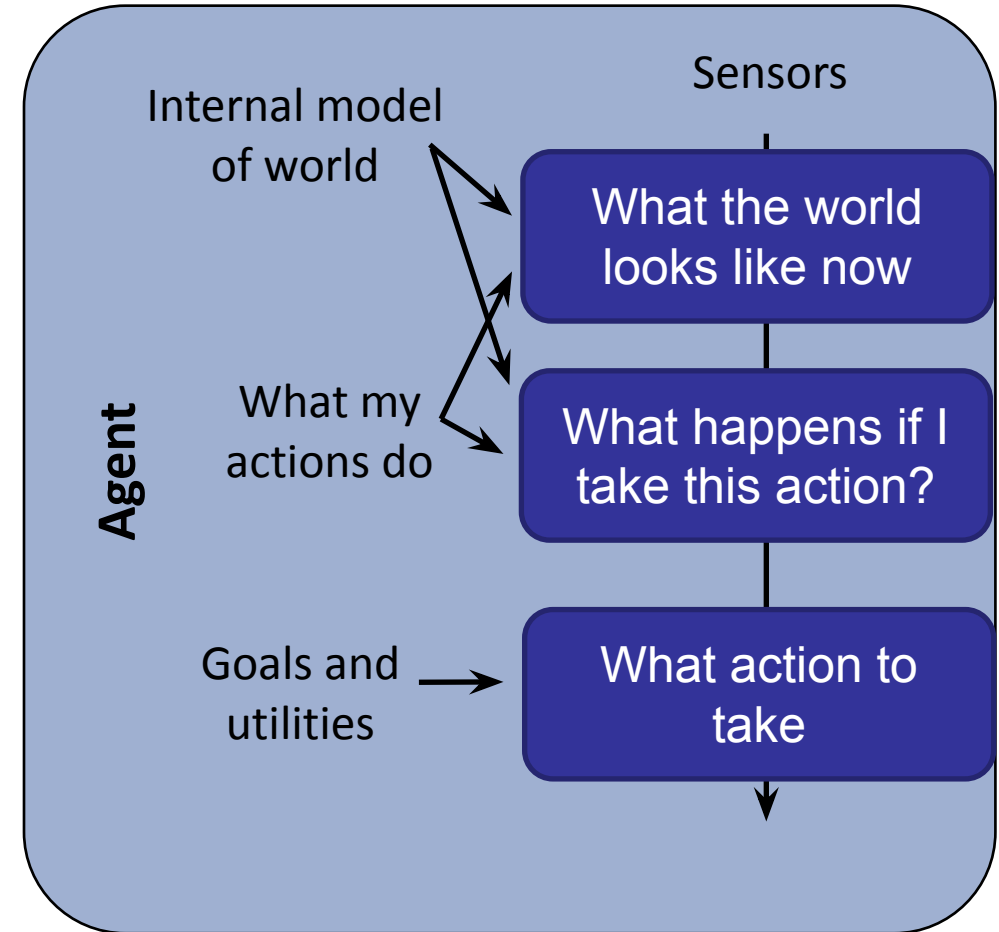 Sensors
Internal model
of world
What the world
looks like now
What my
actions do
What happens if I
take this action?
Agent
Goals and
utilities
What action to
take